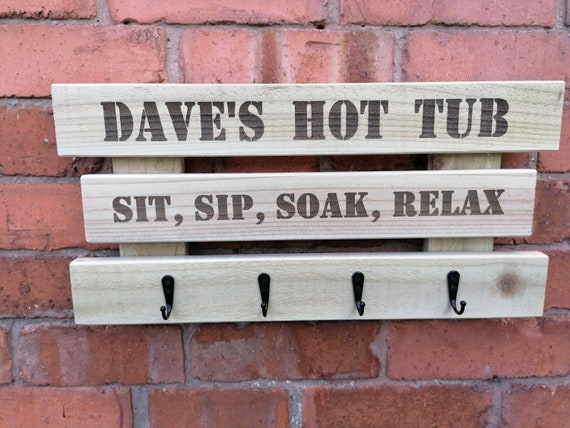 DAVE'S HOT TUB
SIT, SIP, SOAK, RELAX